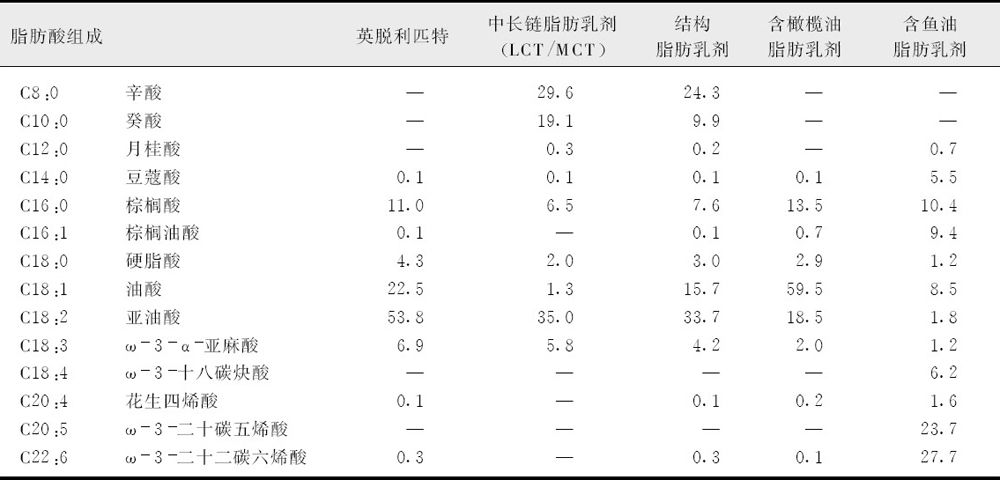 脂肪酸组成 英脱利匹特 中长链脂肪乳剂 (LCT/MCT) 结构 脂肪乳剂 含橄榄油 脂肪乳剂 含鱼油 脂肪乳剂
C8:0 辛酸 — 29.6 24.3 — —
C10:0 癸酸 — 19.1 9.9 — —
C12:0 月桂酸 — 0.3 0.2 — 0.7
C14:0 豆蔻酸 0.1 0.1 0.1 0.1 5.5
C16:0 棕榈酸 11.0 6.5 7.6 13.5 10.4
C16:1 棕榈油酸 0.1 — 0.1 0.7 9.4
C18:0 硬脂酸 4.3 2.0 3.0 2.9 1.2
C18:1 油酸 22.5 1.3 15.7 59.5 8.5
C18:2 亚油酸 53.8 35.0 33.7 18.5 1.8
C18:3 ω-3-α-亚麻酸 6.9 5.8 4.2 2.0 1.2
C18:4 ω-3-十八碳炔酸 — — — — 6.2
C20:4 花生四烯酸 0.1 — 0.1 0.2 1.6
C20:5 ω-3-二十碳五烯酸 — — — — 23.7
C22:6 ω-3-二十二碳六烯酸 0.3 — 0.3 0.1 27.7